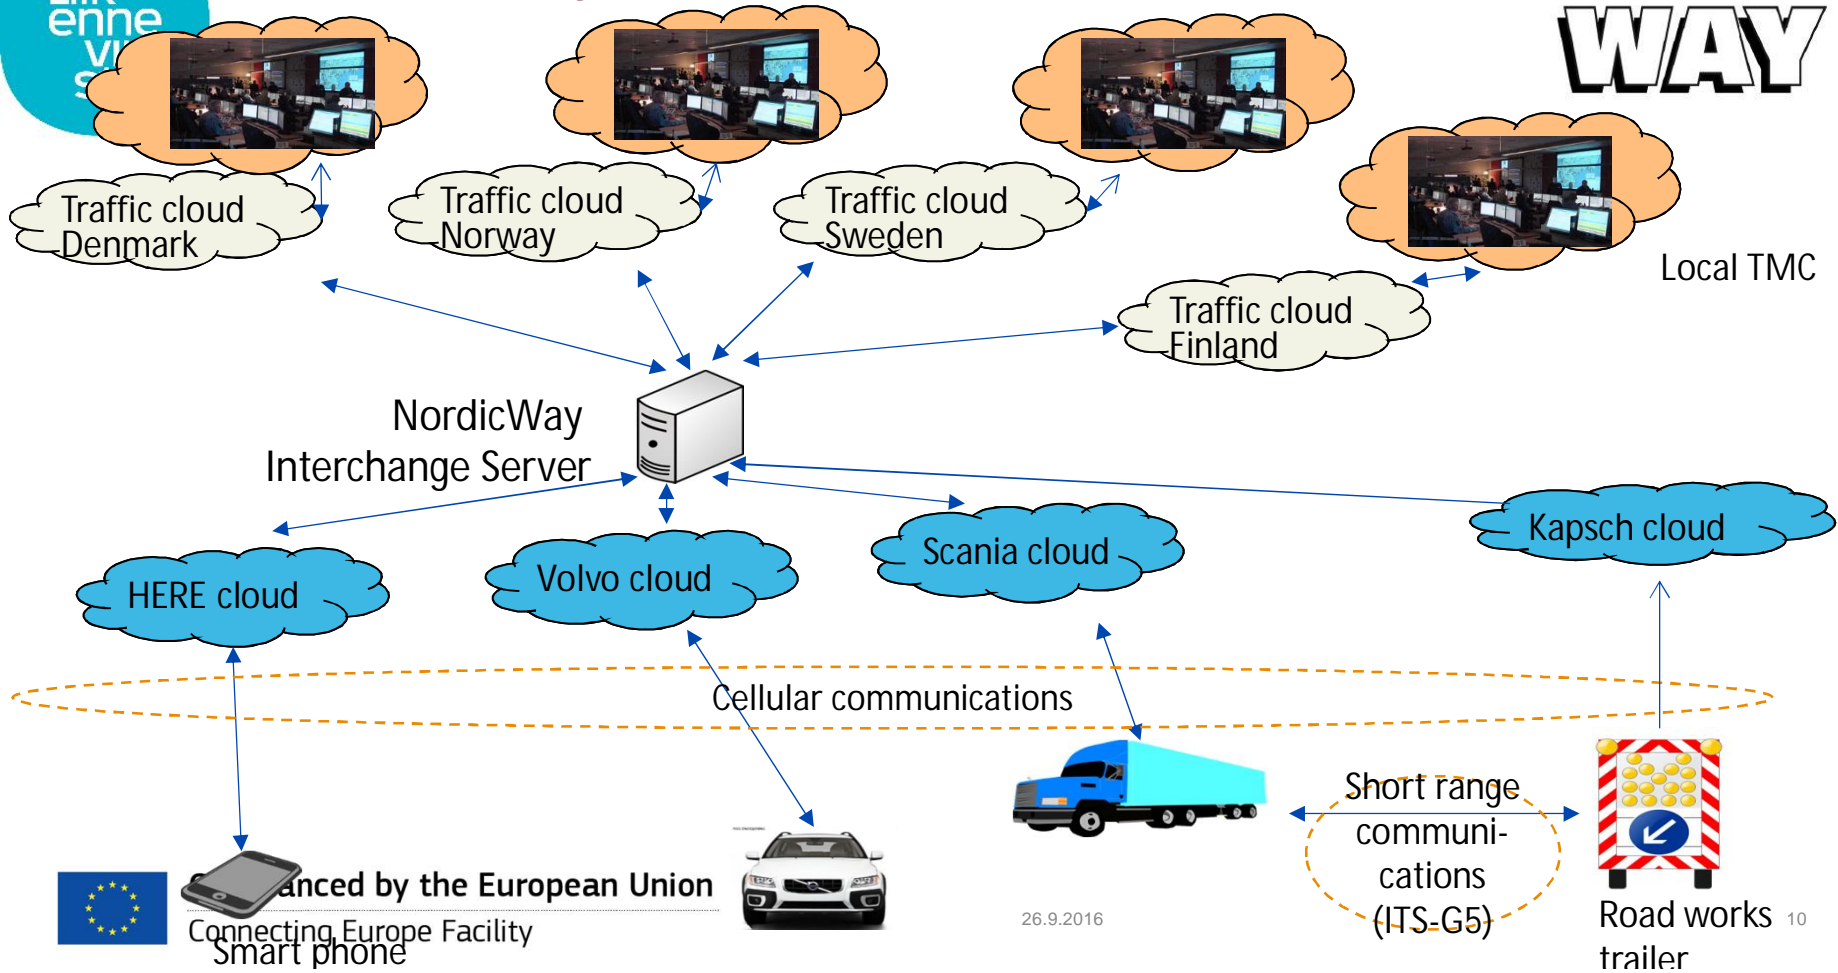 enne
WAY
Traffic cloud
Denmark
Traffic cloud
Norway
Traffic cloud
Sweden
Traffic cloud
Finland
Local TMC
NordicWay
Interchange Server
HERE cloud
Volvo cloud
Scania cloud
Kapsch cloud
Cellular communications
Short range
communi-
cations
(ITS-G5)
anced by the European Union
Connecting Europe Facility
Smart phone
26.9.2016
Road works
trailer
10